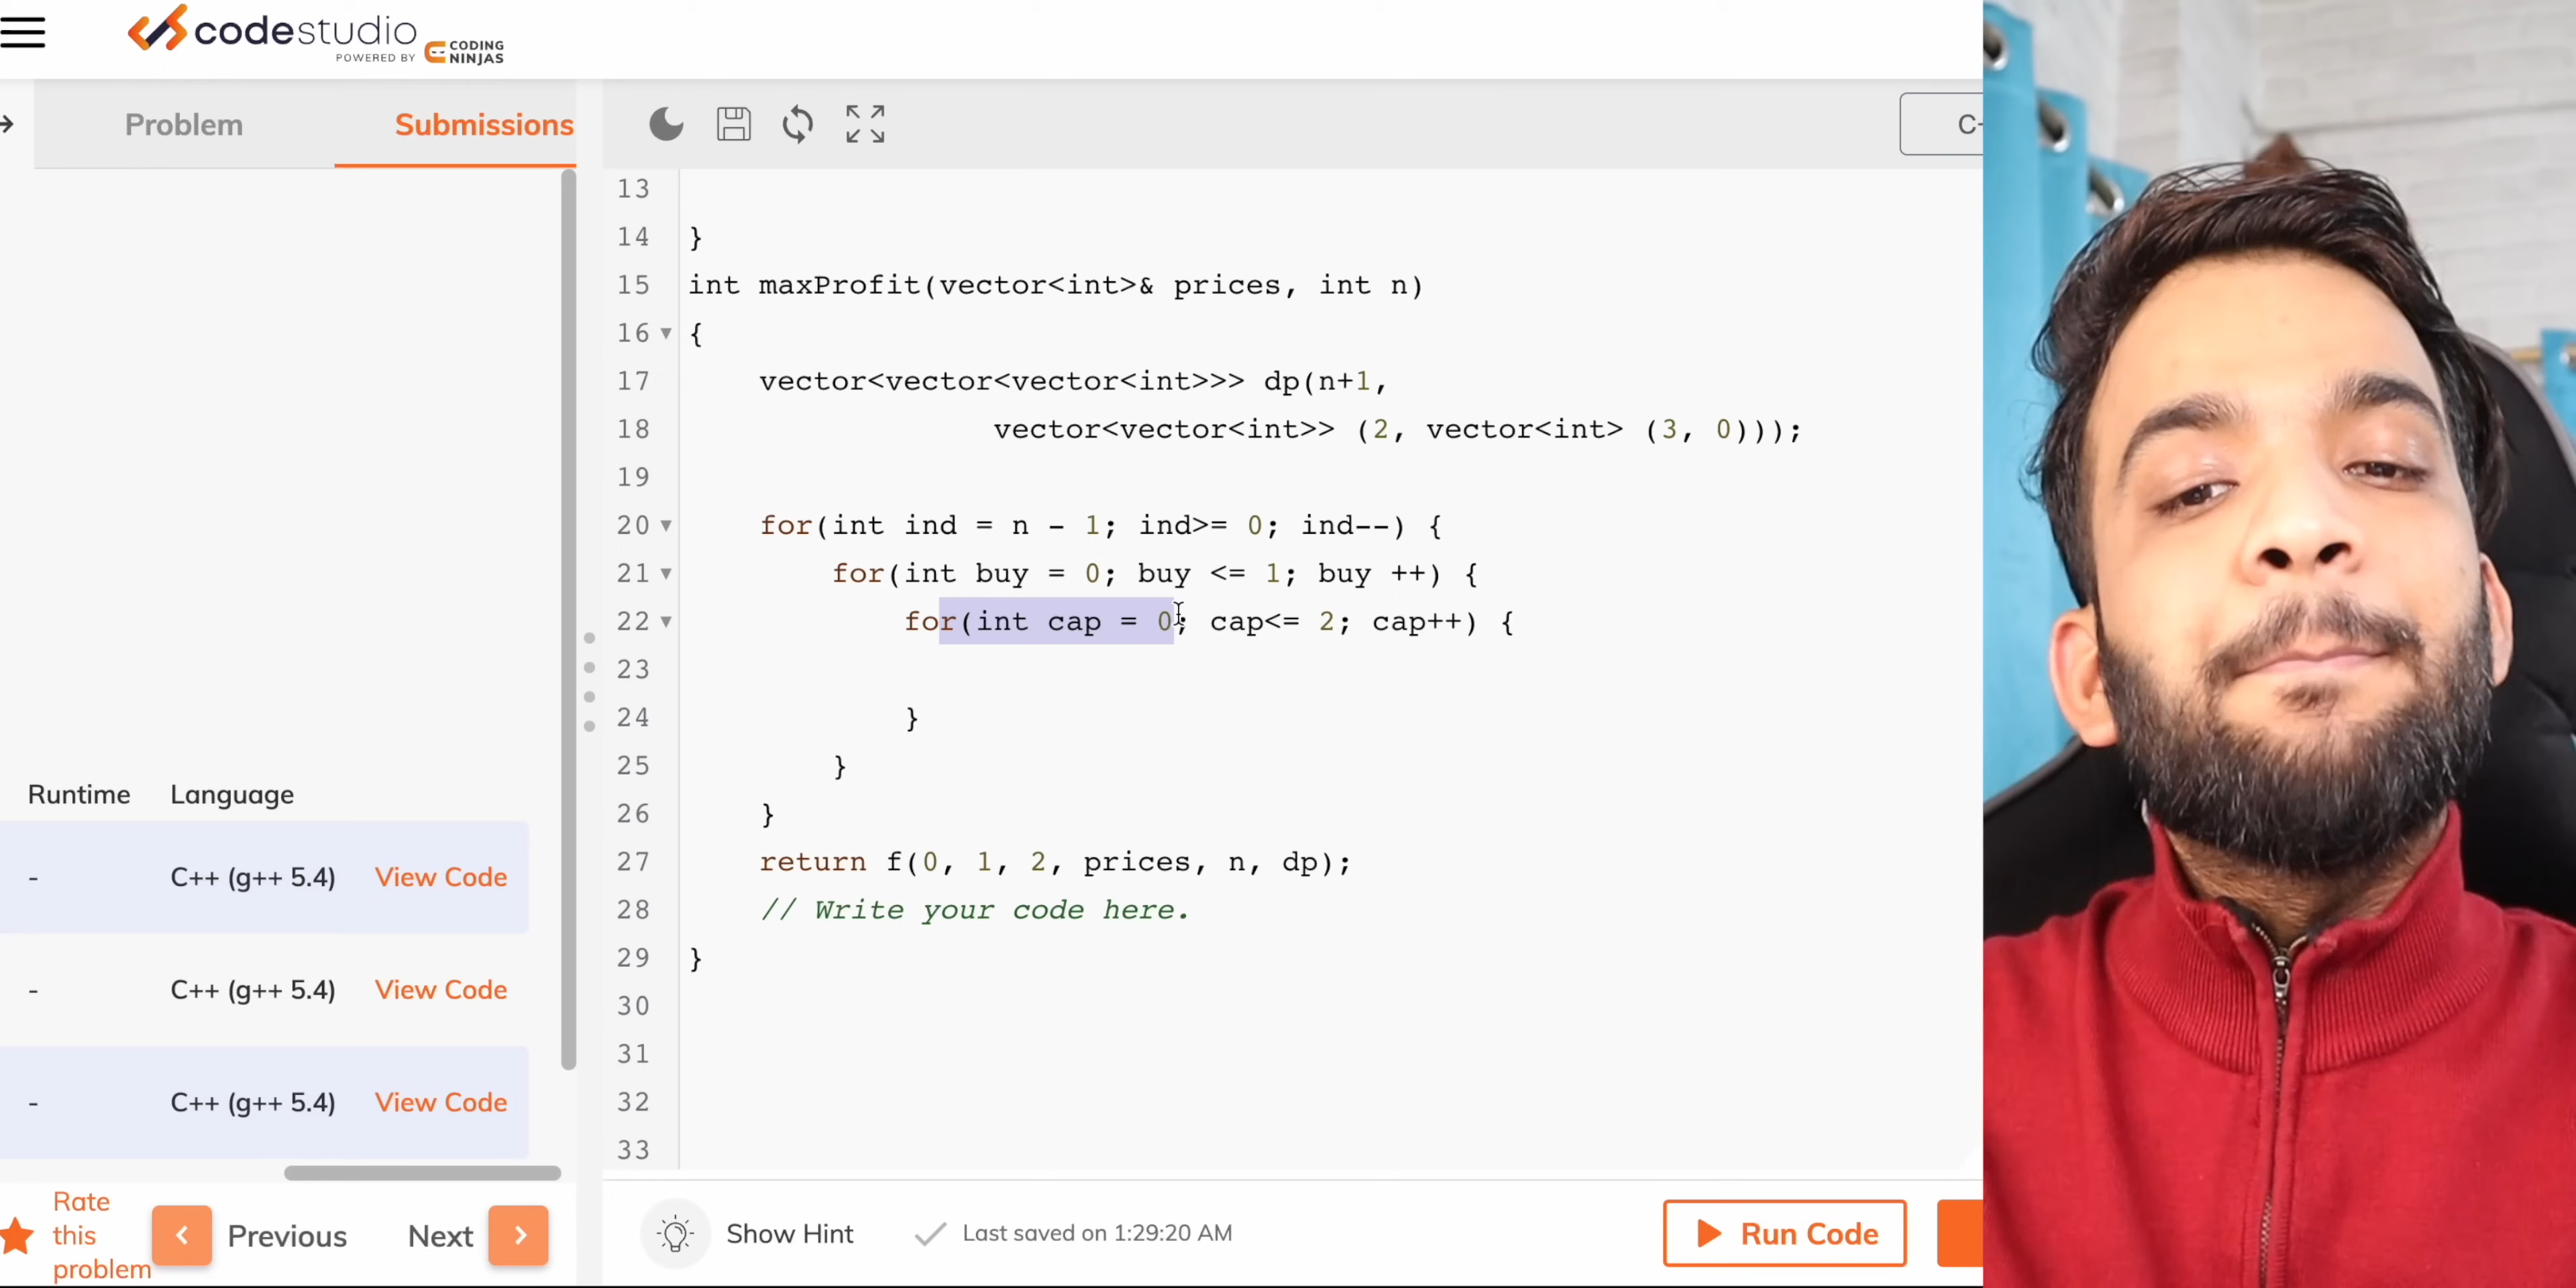 codestudio
POWERED BY CODING NINJAS
Problem Submissions
C-
13
14 }
15 int maxProfit(vector<int>& prices, int n)
16 {
17 vector<vector<vector<int>>> dp(n+1,
18 vector<vector<int>> (2, vector<int> (3, 0)));
19
20 for(int ind = n - 1; ind>= 0; ind--) {
21 for(int buy = 0; buy <= 1; buy ++) {
22 for(int cap = 0; cap<= 2; cap++) {
23
24 }
25 }
26 }
27 return f(0, 1, 2, prices, n, dp);
28 // Write your code here.
29 }
30
31
32
33
Runtime Language
- C++ (g++ 5.4) View Code
- C++ (g++ 5.4) View Code
- C++ (g++ 5.4) View Code
Rate this problem
Previous Next
Show Hint Last saved on 1:29:20 AM Run Code